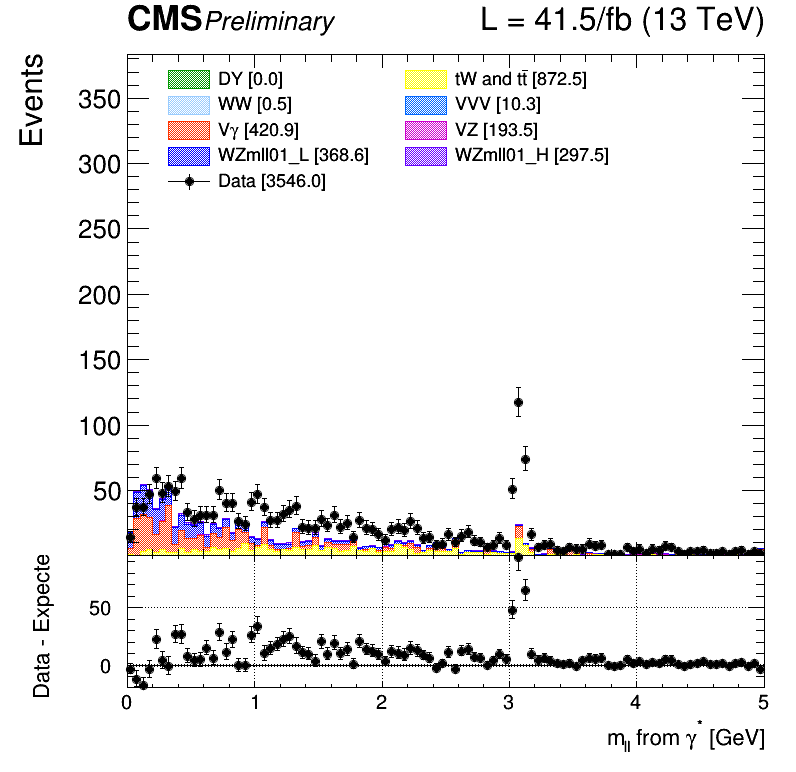 CMS Preliminary L = 41.5/fb (13 TeV)
Events
DY [0.0] tW and tt̄ [872.5]
WW [0.5] VVV [10.3]
Vγ [420.9] VZ [193.5]
WZmll01_L [368.6] WZmll01_H [297.5]
Data [3546.0]
350
300
250
200
150
100
50
Data - Expecte
50
0
0 1 2 3 4 5
m_ll from γ* [GeV]